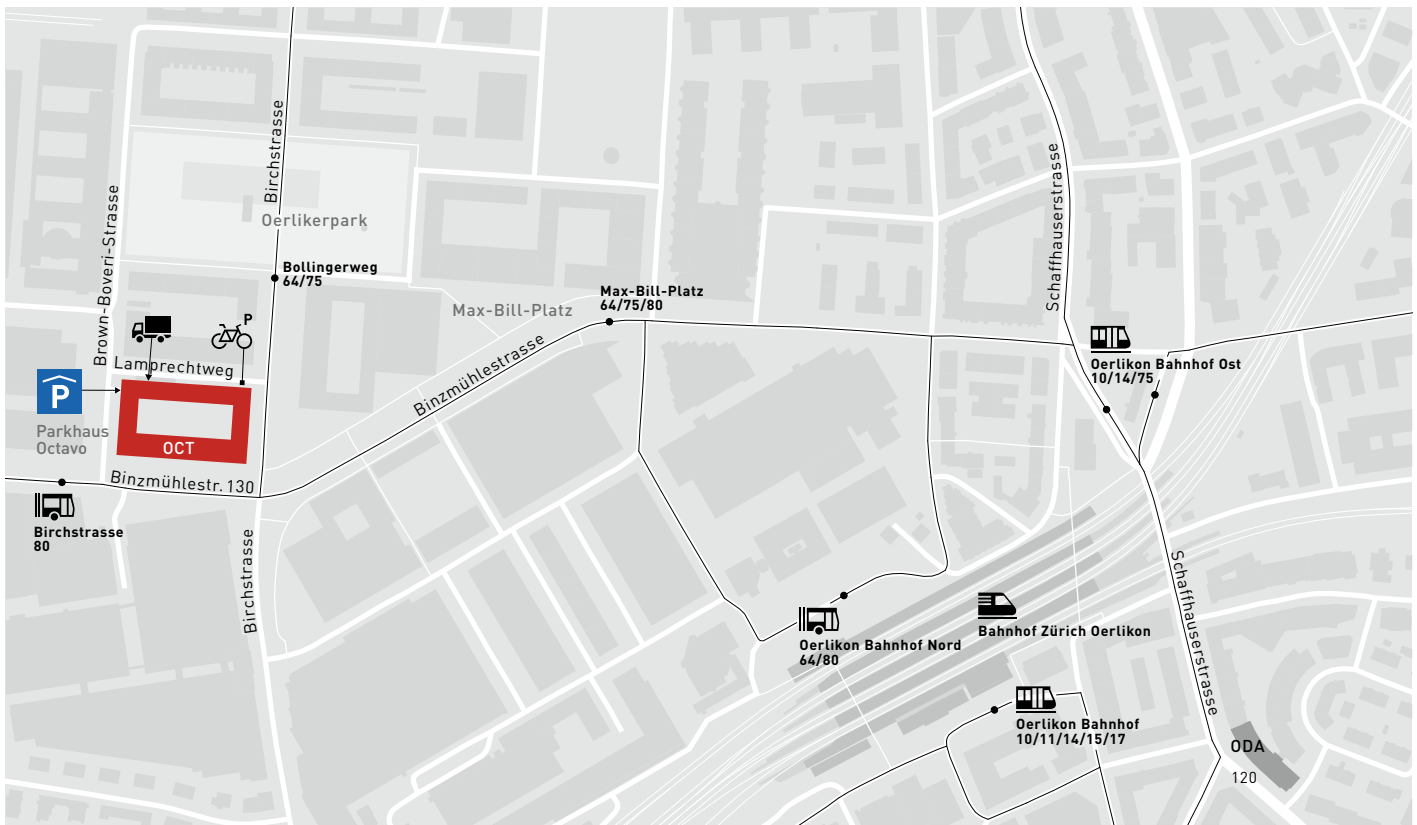 Birchstrasse
Brown-Boveri-Strasse
Oerlikerpark
Bollingerweg
64/75
Max-Bill-Platz
Max-Bill-Platz
64/75/80
Binzmühlestrasse
Schaffhauserstrasse
Oerlikon Bahnhof Ost
10/14/75
P
Lamprechtweg
P
Parkhaus
Octavo
OCT
Binzmühlestr. 130
Birchstrasse
80
Birchstrasse
Oerlikon Bahnhof Nord
64/80
Bahnhof Zürich Oerlikon
Schaffhauserstrasse
Oerlikon Bahnhof
10/11/14/15/17
ODA
120